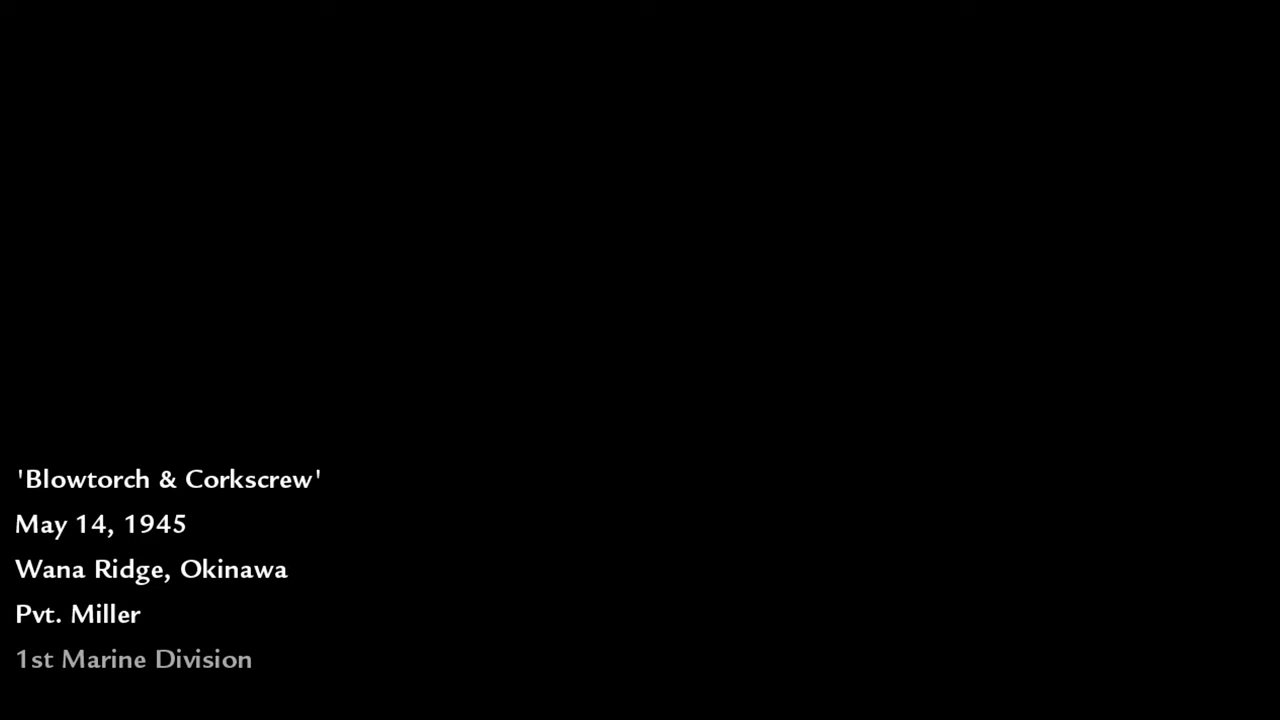 'Blowtorch & Corkscrew'
May 14, 1945
Wana Ridge, Okinawa
Pvt. Miller
1st Marine Division